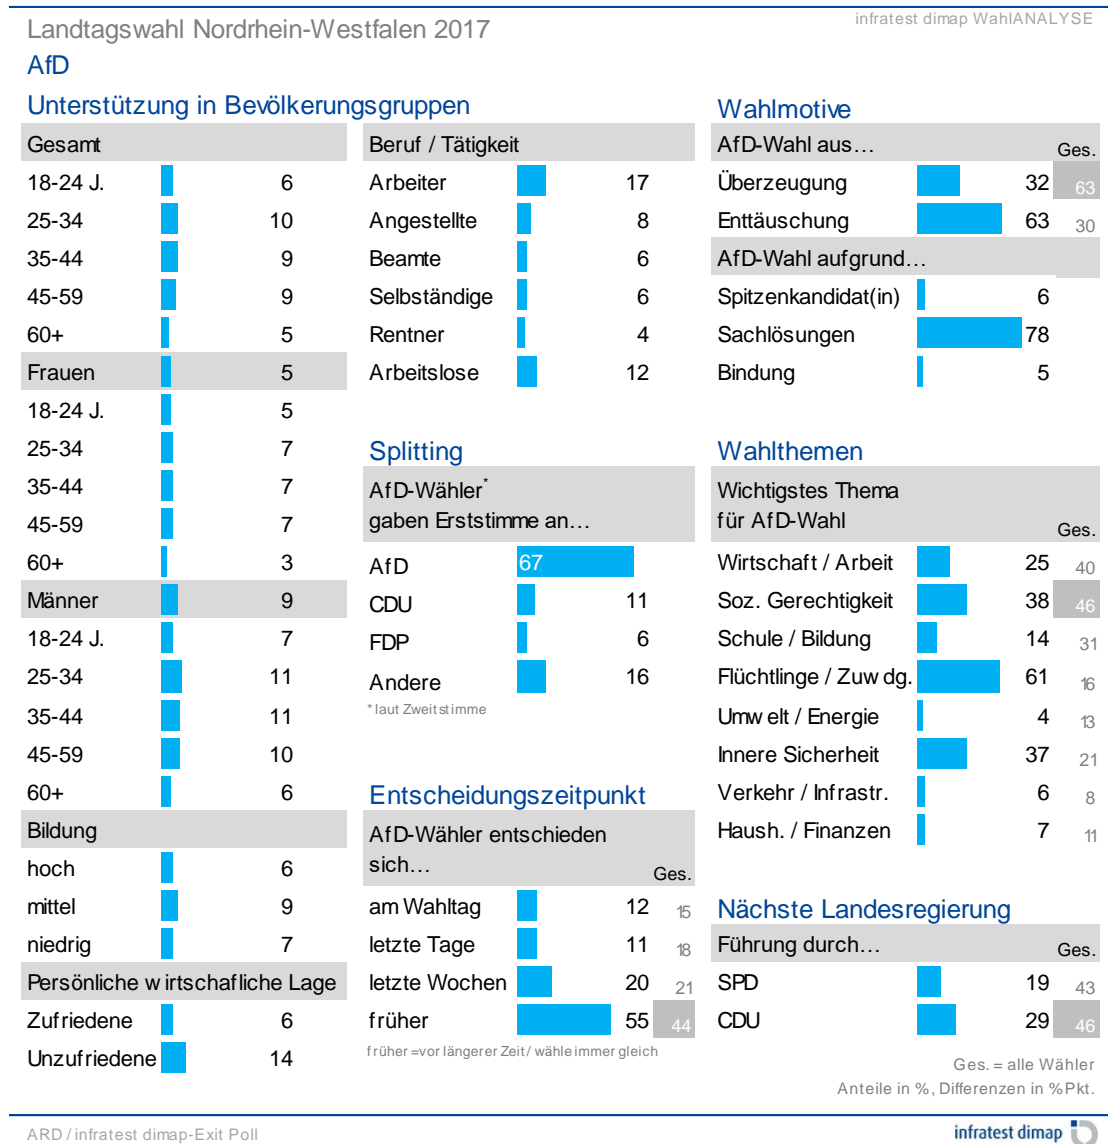 infratest dimap WahlANALYSE
Landtagswahl Nordrhein-Westfalen 2017
AfD
Unterstützung in Bevölkerungsgruppen
Gesamt
18-24 J. 6
25-34 10
35-44 9
45-59 9
60+ 5
Frauen 5
18-24 J. 5
25-34 7
35-44 7
45-59 7
60+ 3
Männer 9
18-24 J. 7
25-34 11
35-44 11
45-59 10
60+ 6
Bildung
hoch 6
mittel 9
niedrig 7
Persönliche wirtschafliche Lage
Zufriedene 6
Unzufriedene 14
Beruf / Tätigkeit
Arbeiter 17
Angestellte 8
Beamte 6
Selbständige 6
Rentner 4
Arbeitslose 12
Splitting
AfD-Wähler*
gaben Erststimme an…
AfD 67
CDU 11
FDP 6
Andere 16
* laut Zweitstimme
Entscheidungszeitpunkt
AfD-Wähler entschieden
sich… Ges.
am Wahltag 12 15
letzte Tage 11 18
letzte Wochen 20 21
früher 55 44
früher =vor längerer Zeit / wähle immer gleich
Wahlmotive
AfD-Wahl aus… Ges.
Überzeugung 32 63
Enttäuschung 63 30
AfD-Wahl aufgrund…
Spitzenkandidat(in) 6
Sachlösungen 78
Bindung 5
Wahlthemen
Wichtigstes Thema
für AfD-Wahl Ges.
Wirtschaft / Arbeit 25 40
Soz. Gerechtigkeit 38 46
Schule / Bildung 14 31
Flüchtlinge / Zuwdg. 61 16
Umwelt / Energie 4 13
Innere Sicherheit 37 21
Verkehr / Infrastr. 6 8
Haush. / Finanzen 7 11
Nächste Landesregierung
Führung durch… Ges.
SPD 19 43
CDU 29 46
Ges. = alle Wähler
Anteile in %, Differenzen in %Pkt.
ARD / infratest dimap-Exit Poll
infratest dimap